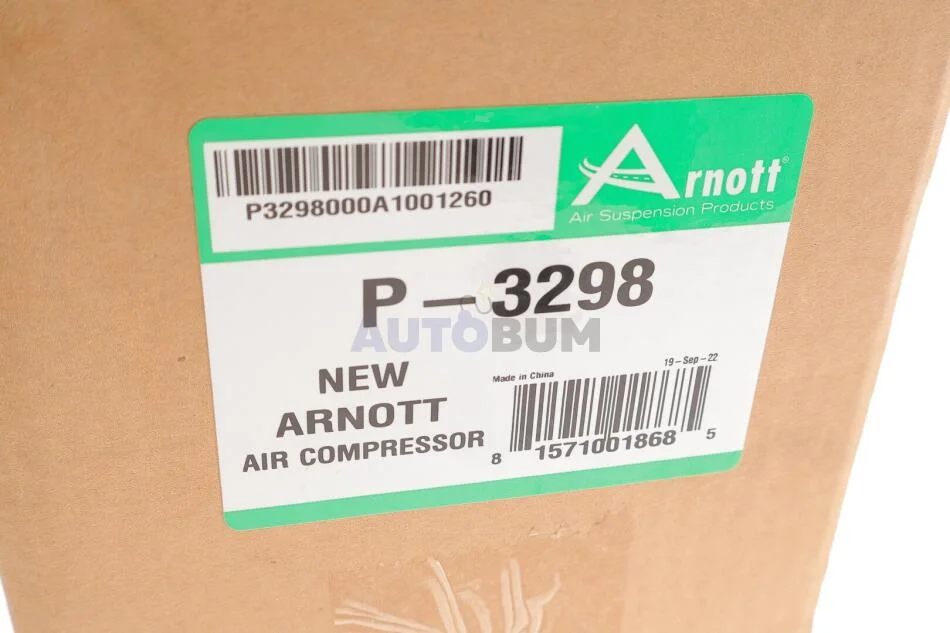 P3298000A1001260
Arnott®
Air Suspension Products
P-3298
AUTOBUM
NEW
ARNOTT
AIR COMPRESSOR
19-Sep-22
Made in China
8 1571001868 5